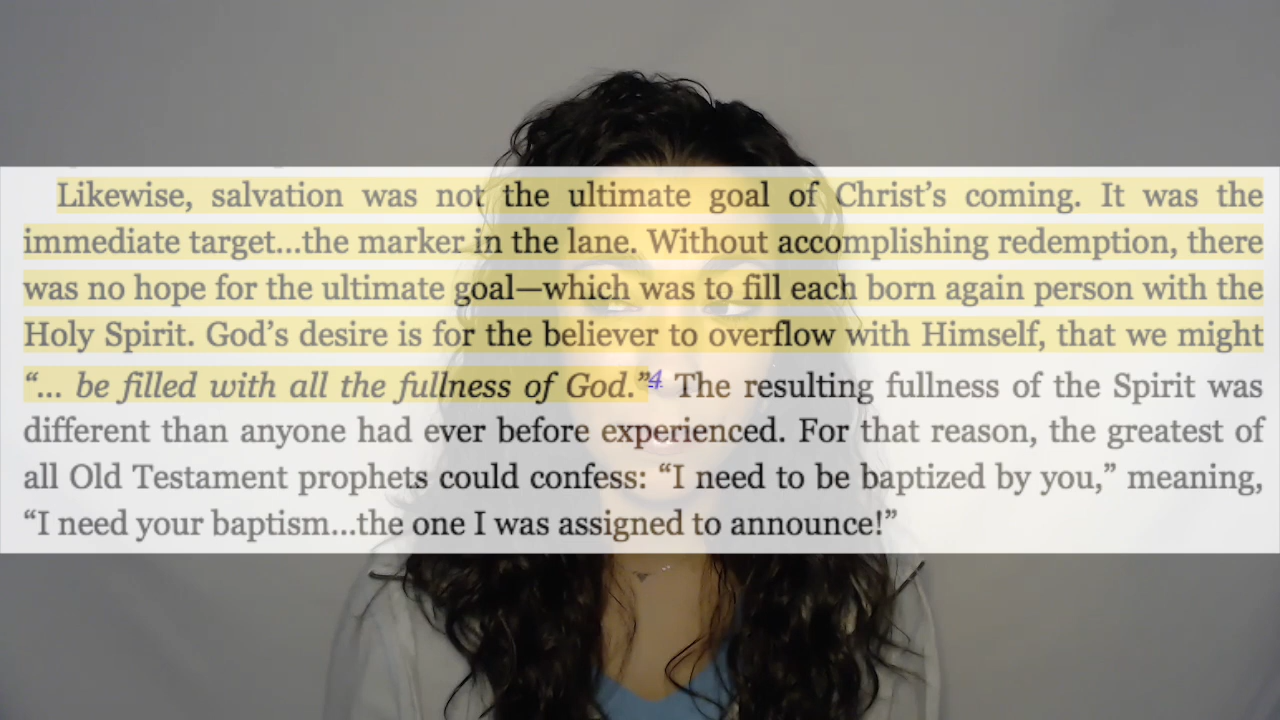 Likewise, salvation was not the ultimate goal of Christ’s coming. It was the
immediate target...the marker in the lane. Without accomplishing redemption, there
was no hope for the ultimate goal—which was to fill each born again person with the
Holy Spirit. God’s desire is for the believer to overflow with Himself, that we might
“... be filled with all the fullness of God.”4 The resulting fullness of the Spirit was
different than anyone had ever before experienced. For that reason, the greatest of
all Old Testament prophets could confess: “I need to be baptized by you,” meaning,
“I need your baptism...the one I was assigned to announce!”